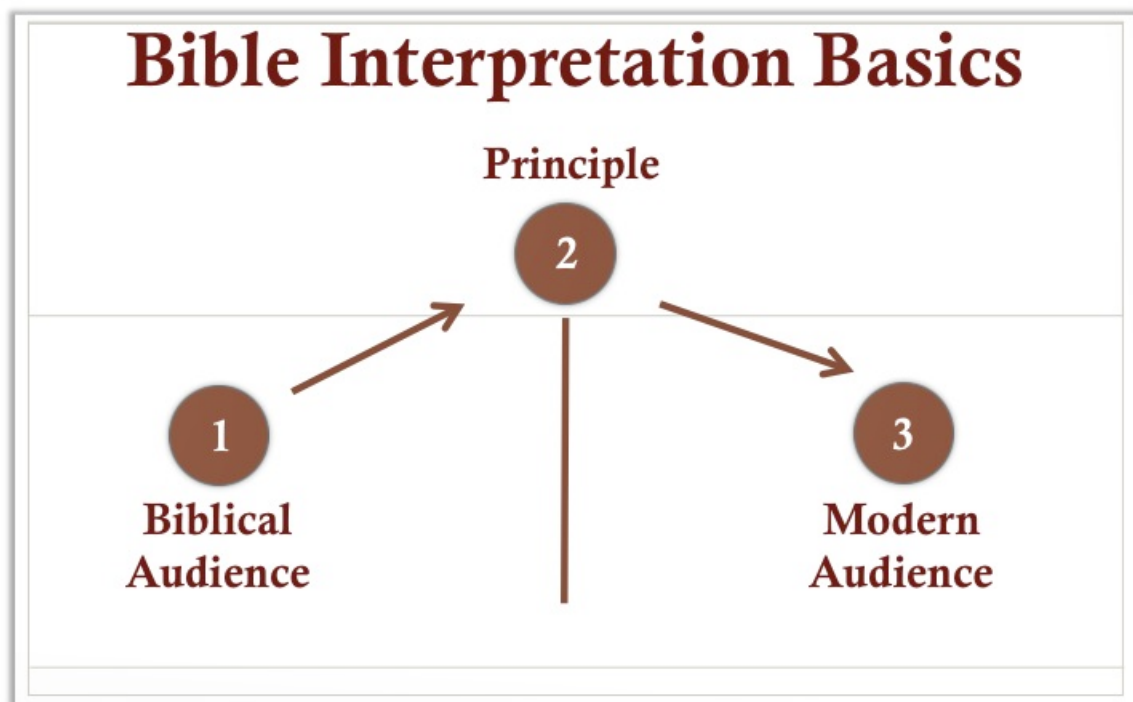 Bible Interpretation Basics
Principle
2
1
3
Biblical
Audience
Modern
Audience